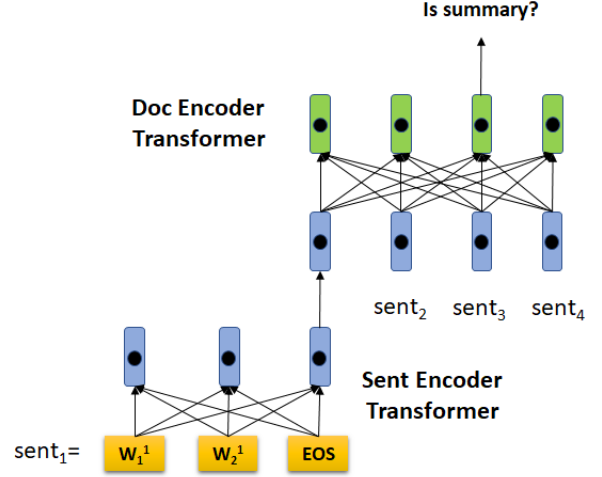 Is summary?
Doc Encoder
Transformer
sent₂ sent₃ sent₄
Sent Encoder
Transformer
sent₁= W₁¹ W₂¹ EOS